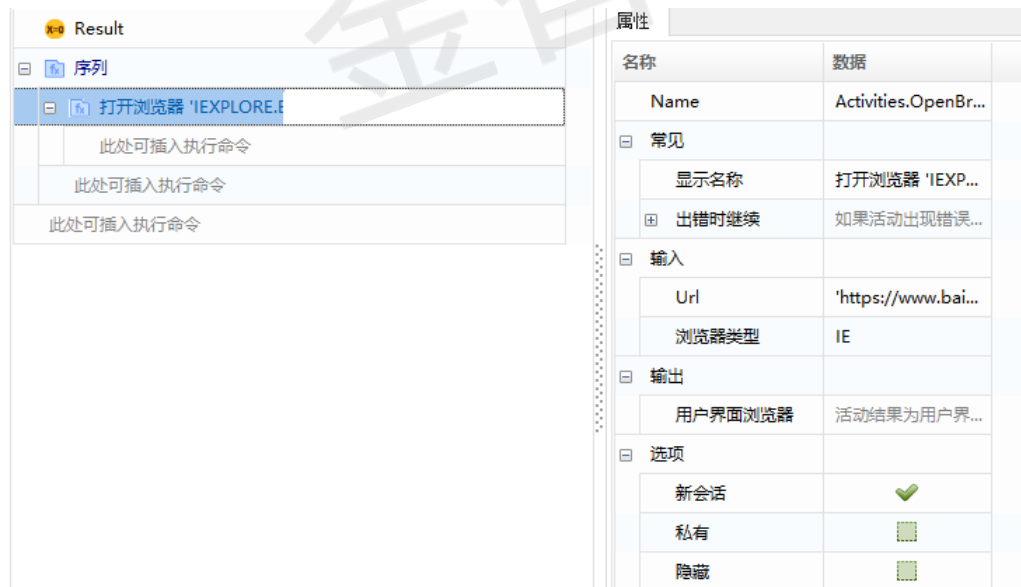 x=0 Result
序列
打开浏览器 'IEXPLORE.E
此处可插入执行命令
此处可插入执行命令
此处可插入执行命令
属性
名称 数据
Name Activities.OpenBr...
常见
显示名称 打开浏览器 'IEXP...
出错时继续 如果活动出现错误...
输入
Url 'https://www.bai...
浏览器类型 IE
输出
用户界面浏览器 活动结果为用户界...
选项
新会话
私有
隐藏